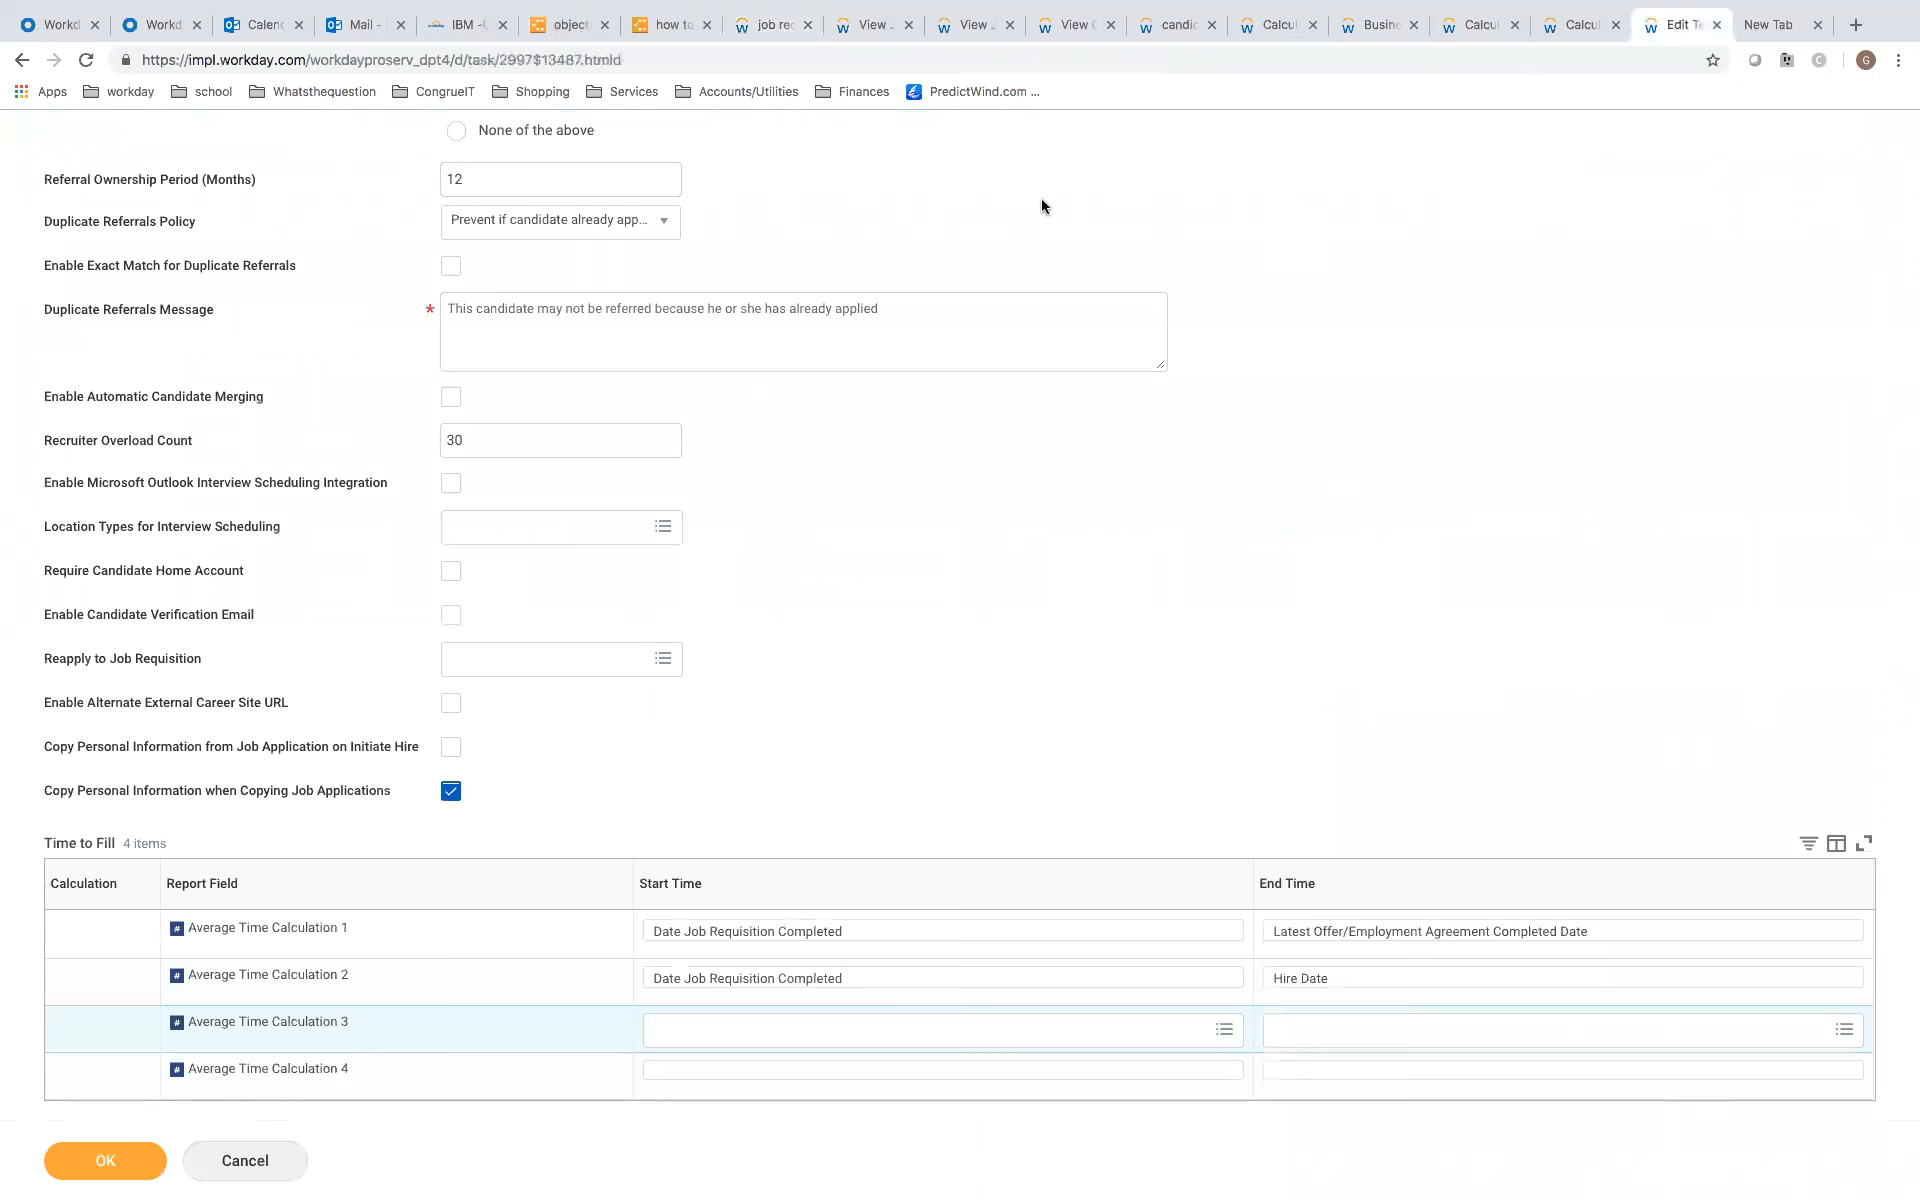 Workd
Workd
Calenc
Mail -
IBM -
object
how to
job rec
View
View
View
candic
Calcul
Busine
Calcul
Calcul
Edit Te
New Tab
https://impl.workday.com/workdayproserv_dpt4/d/task/2997$13487.htmld
Apps
workday
school
Whatsthequestion
CongrueIT
Shopping
Services
Accounts/Utilities
Finances
PredictWind.com ...
G
None of the above
Referral Ownership Period (Months)
12
Duplicate Referrals Policy
Prevent if candidate already app...
Enable Exact Match for Duplicate Referrals
Duplicate Referrals Message
*
This candidate may not be referred because he or she has already applied
Enable Automatic Candidate Merging
Recruiter Overload Count
30
Enable Microsoft Outlook Interview Scheduling Integration
Location Types for Interview Scheduling
Require Candidate Home Account
Enable Candidate Verification Email
Reapply to Job Requisition
Enable Alternate External Career Site URL
Copy Personal Information from Job Application on Initiate Hire
Copy Personal Information when Copying Job Applications
Time to Fill 4 items
Calculation Report Field Start Time End Time
# Average Time Calculation 1 Date Job Requisition Completed Latest Offer/Employment Agreement Completed Date
# Average Time Calculation 2 Date Job Requisition Completed Hire Date
# Average Time Calculation 3
# Average Time Calculation 4
OK
Cancel